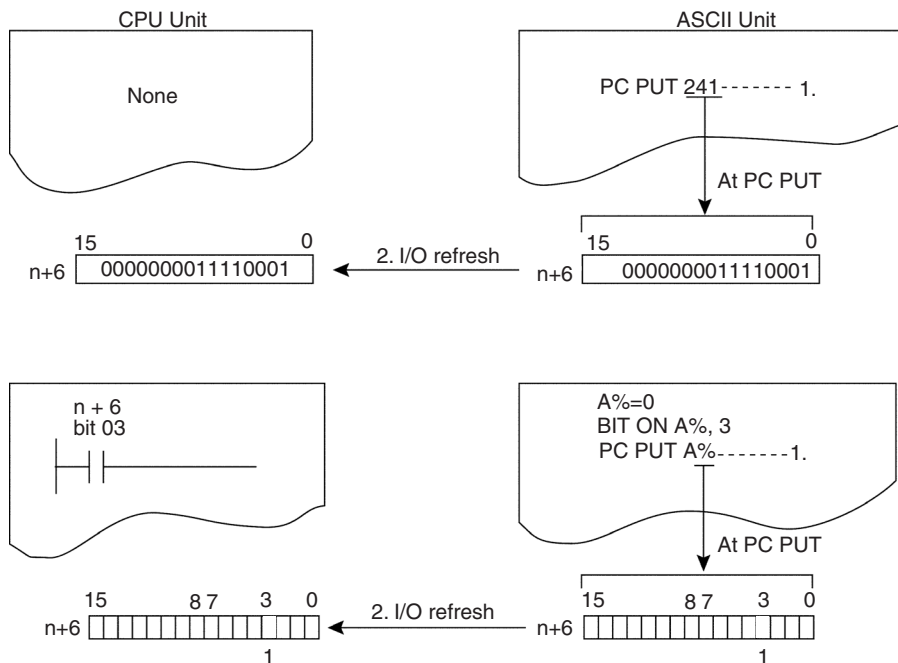 CPU Unit
ASCII Unit
None
PC PUT 241 ------- 1.
At PC PUT
15 0
n+6 0000000011110001
2. I/O refresh
15 0
n+6 0000000011110001
n + 6
bit 03
A%=0
BIT ON A%, 3
PC PUT A% ------- 1.
At PC PUT
15 8 7 3 0
n+6
1
2. I/O refresh
15 8 7 3 0
n+6
1